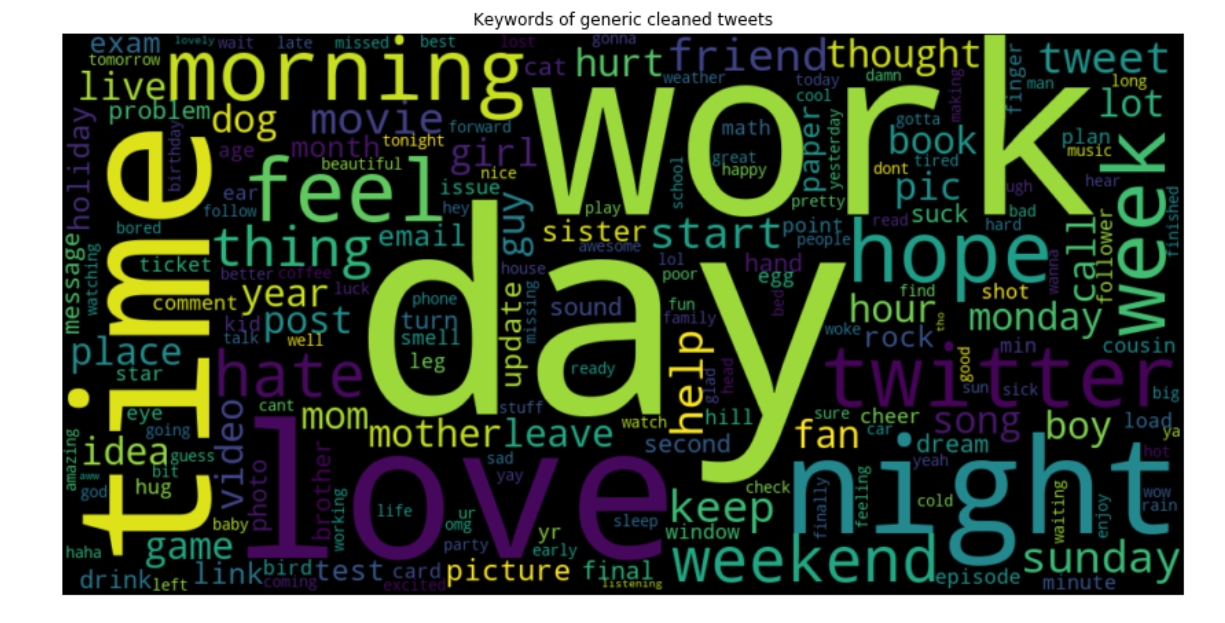 Keywords of generic cleaned tweets
exam
lovely
wait
late
missed
best
lost
gonna
friend
thought
tweet
tomorrow
morning
cat
hurt
weather
today
damn
making
finger
man
long
live
problem
dog
movie
forward
work
cool
lot
holiday
birthday
age
month
tonight
girl
math
paper
yesterday
gotta
book
plan
music
beautiful
nice
great
happy
school
dont
tired
pic
ugh
hear
time
ear
feel
issue
pretty
follow
hey
guy
play
read
suck
hard
bad
week
finished
bored
thing
email
sister
start
point
people
hope
call
follower
message
watching
ticket
awesome
lol
hand
wanna
better
coffee
house
poor
egg
find
shot
comment
year
luck
day
phone
missing
sound
fun
family
bed
hour
monday
kid
talk
post
turn
smell
update
woke
rock
tho
well
place
star
hate
leg
ready
help
glad
head
twitter
good
min
cousin
sun
sick
big
eye
cant
mom
stuff
watch
hill
sure
cheer
song
boy
load
ya
going
video
mother
leave
second
fan
car
dream
hot
amazing
idea
guess
love
sad
yay
yeah
aww
bit
hug
god
photo
brother
check
night
cold
wow
rain
baby
working
life
ur
omg
sleep
keep
window
finally
feeling
waiting
enjoy
haha
game
party
yr
early
weekend
sunday
drink
left
link
bird
coming
test
card
excited
picture
final
listening
episode
minute